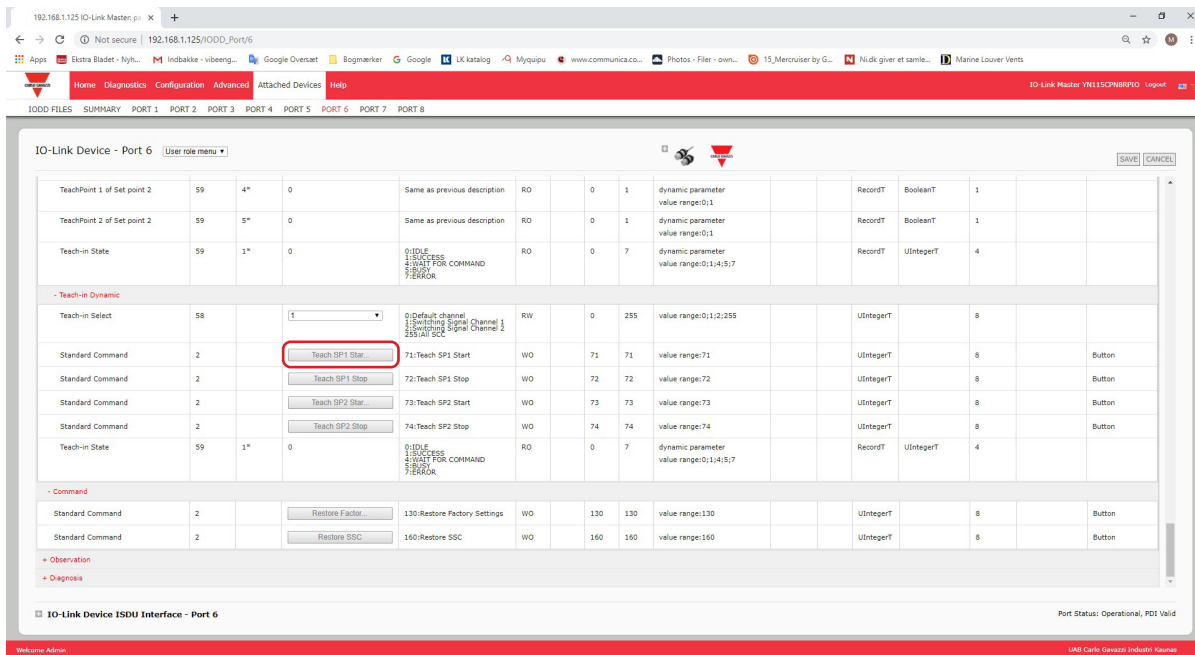 192.168.1.125 IO-Link Master: pa
Not secure | 192.168.1.125/IODD_Port/6
Apps Ekstra Bladet - Nyh... Indbakke - vibeeng... Google Oversæt Bogmærker Google LK katalog Myquipu www.communica.co... Photos - Filer - own... 15_Mercruiser by G... Ni.dk giver et samle... Marine Louver Vents
CARLO GAVAZZI Home Diagnostics Configuration Advanced Attached Devices Help IO-Link Master YN115CPN8RPIO Logout
IODD FILES SUMMARY PORT 1 PORT 2 PORT 3 PORT 4 PORT 5 PORT 6 PORT 7 PORT 8
IO-Link Device - Port 6 User role menu CARLO GAVAZZI SAVE CANCEL
TeachPoint 1 of Set point 2 59 4* 0 Same as previous description RO 0 1 dynamic parameter RecordT BooleanT 1
value range:0;1
TeachPoint 2 of Set point 2 59 5* 0 Same as previous description RO 0 1 dynamic parameter RecordT BooleanT 1
value range:0;1
Teach-in State 59 1* 0 0:IDLE RO 0 7 dynamic parameter RecordT UIntegerT 4
1:SUCCESS
4:WAIT FOR COMMAND value range:0;1;4;5;7
5:BUSY
7:ERROR
- Teach-in Dynamic
Teach-in Select 58 1 0:Default channel RW 0 255 value range:0;1;2;255 UIntegerT 8
1:Switching Signal Channel 1
2:Switching Signal Channel 2
255:All SCC
Standard Command 2 Teach SP1 Star... 71:Teach SP1 Start WO 71 71 value range:71 UIntegerT 8 Button
Standard Command 2 Teach SP1 Stop 72:Teach SP1 Stop WO 72 72 value range:72 UIntegerT 8 Button
Standard Command 2 Teach SP2 Star... 73:Teach SP2 Start WO 73 73 value range:73 UIntegerT 8 Button
Standard Command 2 Teach SP2 Stop 74:Teach SP2 Stop WO 74 74 value range:74 UIntegerT 8 Button
Teach-in State 59 1* 0 0:IDLE RO 0 7 dynamic parameter RecordT UIntegerT 4
1:SUCCESS
4:WAIT FOR COMMAND value range:0;1;4;5;7
5:BUSY
7:ERROR
- Command
Standard Command 2 Restore Factor... 130:Restore Factory Settings WO 130 130 value range:130 UIntegerT 8 Button
Standard Command 2 Restore SSC 160:Restore SSC WO 160 160 value range:160 UIntegerT 8 Button
+ Observation
+ Diagnosis
IO-Link Device ISDU Interface - Port 6 Port Status: Operational, PDI Valid
Welcome Admin UAB Carlo Gavazzi Industri Kaunas